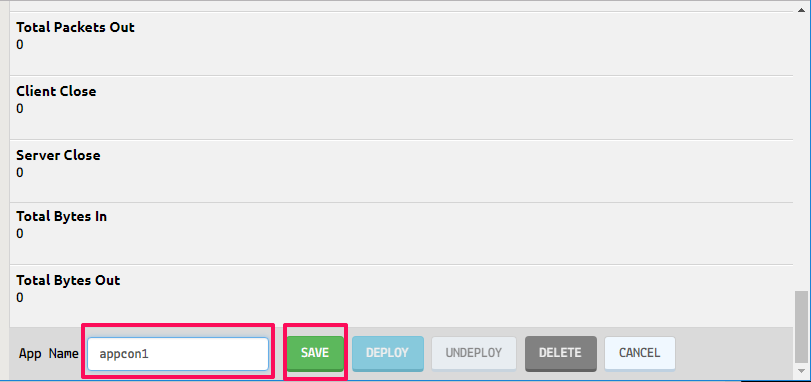 Total Packets Out
0
Client Close
0
Server Close
0
Total Bytes In
0
Total Bytes Out
0
App Name appcon1 SAVE DEPLOY UNDEPLOY DELETE CANCEL